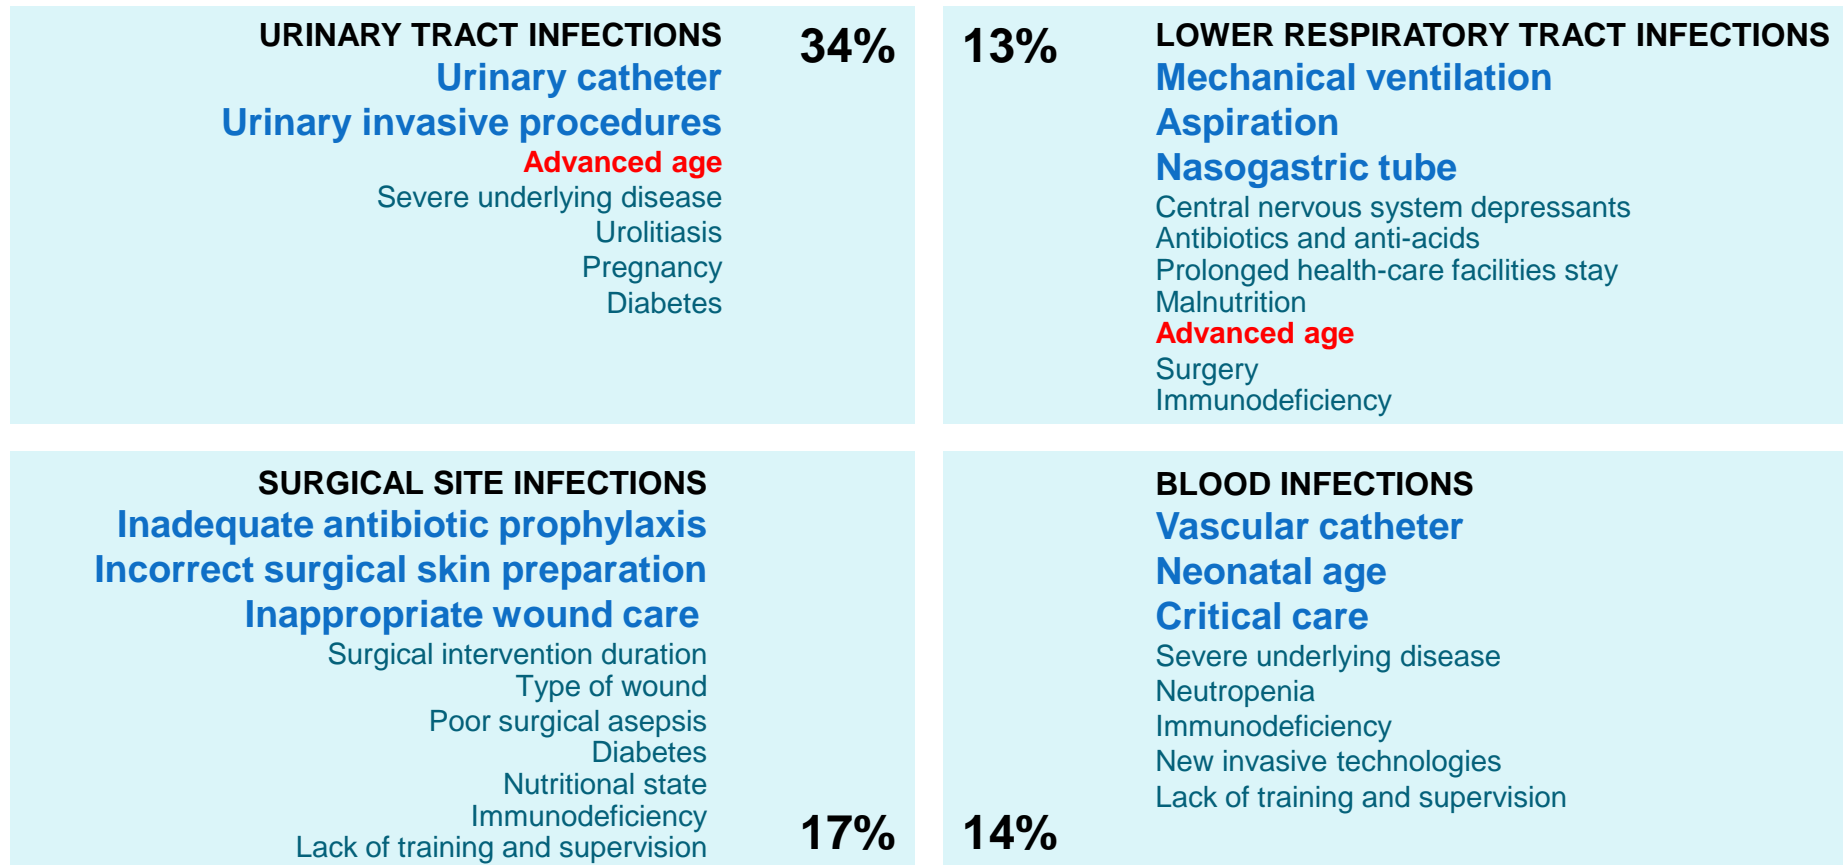 URINARY TRACT INFECTIONS
34%
Urinary catheter
Urinary invasive procedures
Advanced age
Severe underlying disease
Urolitiasis
Pregnancy
Diabetes
13%
LOWER RESPIRATORY TRACT INFECTIONS
Mechanical ventilation
Aspiration
Nasogastric tube
Central nervous system depressants
Antibiotics and anti-acids
Prolonged health-care facilities stay
Malnutrition
Advanced age
Surgery
Immunodeficiency
SURGICAL SITE INFECTIONS
Inadequate antibiotic prophylaxis
Incorrect surgical skin preparation
Inappropriate wound care
Surgical intervention duration
Type of wound
Poor surgical asepsis
Diabetes
Nutritional state
Immunodeficiency
Lack of training and supervision
17%
BLOOD INFECTIONS
Vascular catheter
Neonatal age
Critical care
Severe underlying disease
Neutropenia
Immunodeficiency
New invasive technologies
Lack of training and supervision
14%